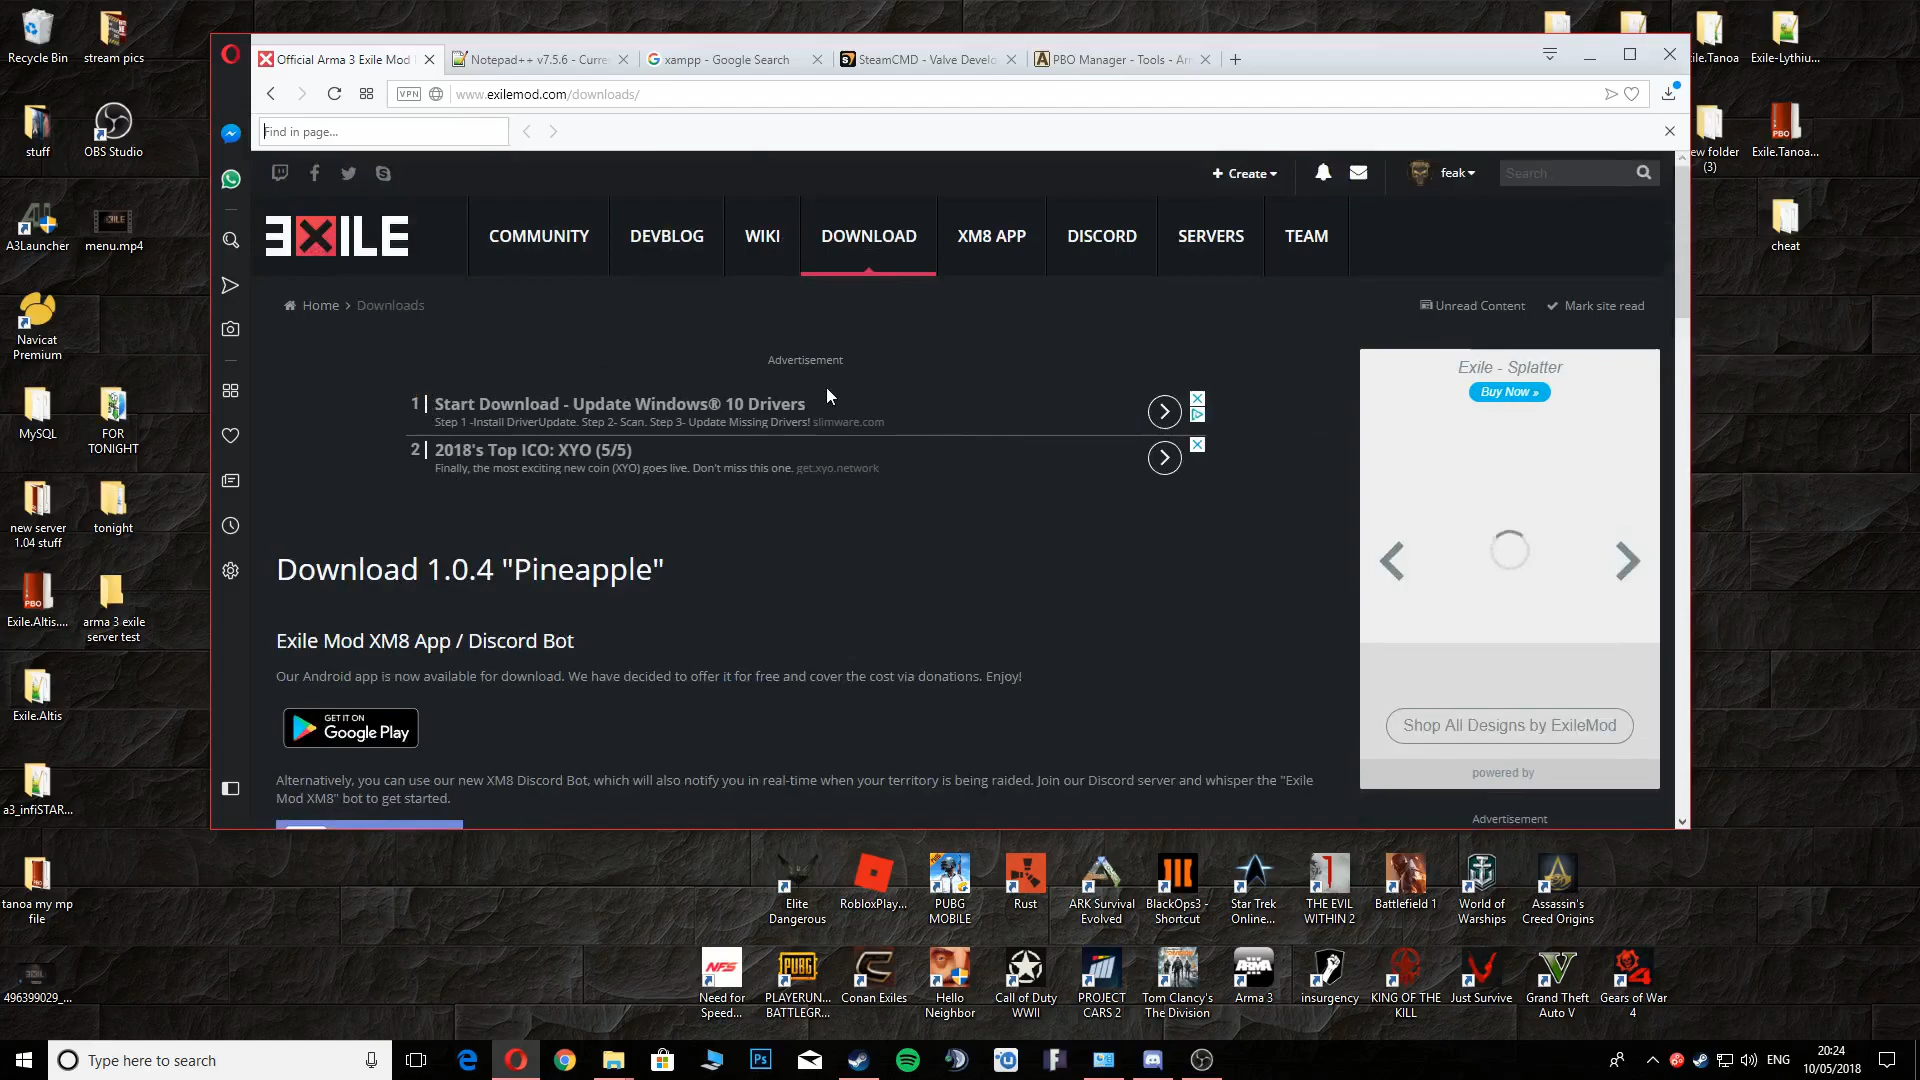 Recycle Bin
stream pics
stuff
OBS Studio
A3Launcher
menu.mp4
Navicat
Premium
MySQL
FOR
TONIGHT
new server
1.04 stuff
tonight
Exile.Altis....
arma 3 exile
server test
Exile.Altis
a3_infiSTAR...
tanoa my mp
file
496399029_...
Official Arma 3 Exile Mod
Notepad++ v7.5.6 - Curre
xampp - Google Search
SteamCMD - Valve Develo
PBO Manager - Tools - Ar
VPN
www.exilemod.com/downloads/
Find in page...
+ Create
feak
Search
EXILE
COMMUNITY
DEVBLOG
WIKI
DOWNLOAD
XM8 APP
DISCORD
SERVERS
TEAM
Home > Downloads
Unread Content
Mark site read
Advertisement
1 Start Download - Update Windows® 10 Drivers
Step 1 -Install DriverUpdate. Step 2- Scan. Step 3- Update Missing Drivers! slimware.com
2 2018's Top ICO: XYO (5/5)
Finally, the most exciting new coin (XYO) goes live. Don't miss this one. get.xyo.network
Exile - Splatter
Buy Now »
Shop All Designs by ExileMod
powered by
Advertisement
Download 1.0.4 "Pineapple"
Exile Mod XM8 App / Discord Bot
Our Android app is now available for download. We have decided to offer it for free and cover the cost via donations. Enjoy!
GET IT ON
Google Play
Alternatively, you can use our new XM8 Discord Bot, which will also notify you in real-time when your territory is being raided. Join our Discord server and whisper the "Exile
Mod XM8" bot to get started.
ile.Tanoa
Exile-Lythiu...
ew folder
(3)
PBO
Exile.Tanoa...
cheat
Elite
Dangerous
RobloxPlay...
PUBG
MOBILE
Rust
ARK Survival
Evolved
BlackOps3 -
Shortcut
Star Trek
Online...
THE EVIL
WITHIN 2
Battlefield 1
World of
Warships
Assassin's
Creed Origins
Need for
Speed...
PLAYERUN...
BATTLEGR...
Conan Exiles
Hello
Neighbor
Call of Duty
WWII
PROJECT
CARS 2
Tom Clancy's
The Division
Arma 3
insurgency
KING OF THE
KILL
Just Survive
Grand Theft
Auto V
Gears of War
4
Type here to search
ENG
20:24
10/05/2018